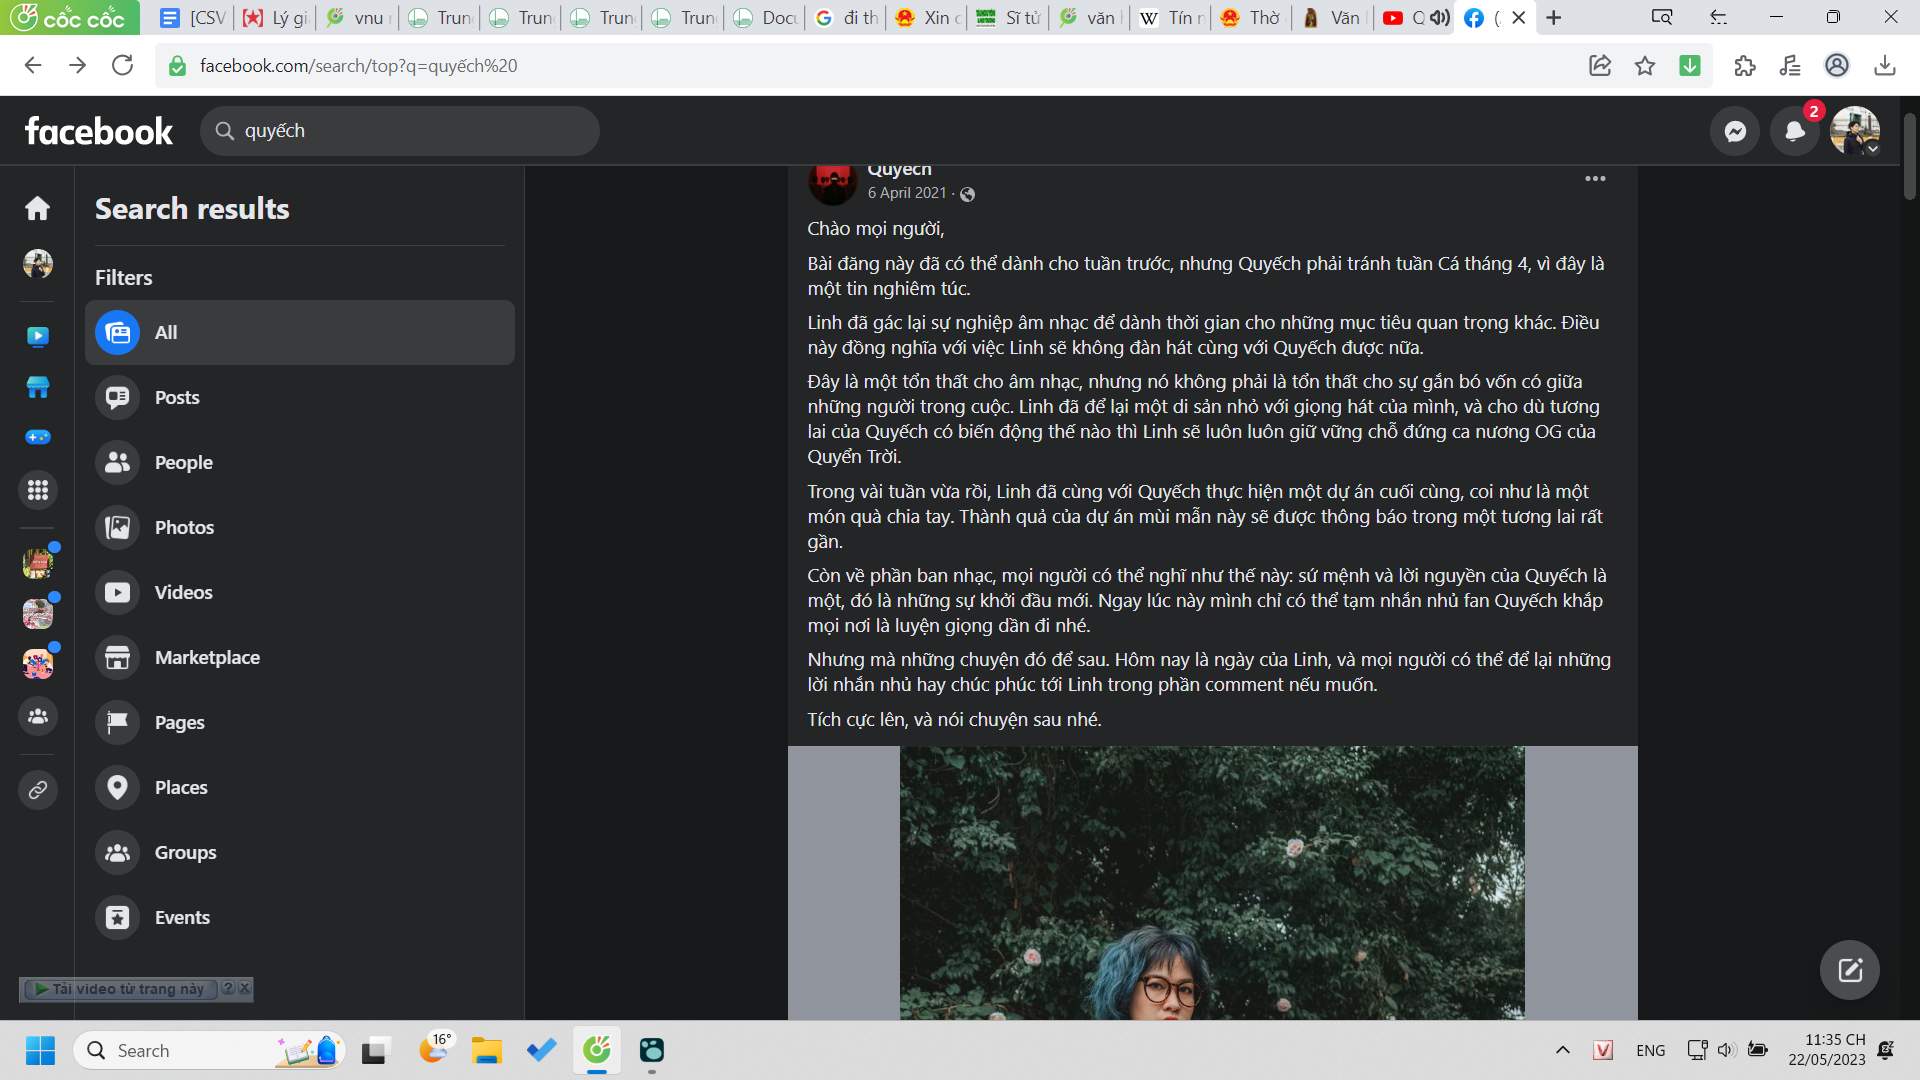 cốc cốc
[CSV
Lý gi
vnu
Trun
Trun
Trun
Trun
Docu
đi th
Xin c
Sĩ tử
văn
Tín n
Thờ
Văn
facebook.com/search/top?q=quyếch%20
facebook
quyếch
2
Search results
Filters
All
Posts
People
Photos
Videos
Marketplace
Pages
Places
Groups
Events
Quyếch
6 April 2021 ·
Chào mọi người,
Bài đăng này đã có thể dành cho tuần trước, nhưng Quyếch phải tránh tuần Cá tháng 4, vì đây là
một tin nghiêm túc.
Linh đã gác lại sự nghiệp âm nhạc để dành thời gian cho những mục tiêu quan trọng khác. Điều
này đồng nghĩa với việc Linh sẽ không đàn hát cùng với Quyếch được nữa.
Đây là một tổn thất cho âm nhạc, nhưng nó không phải là tổn thất cho sự gắn bó vốn có giữa
những người trong cuộc. Linh đã để lại một di sản nhỏ với giọng hát của mình, và cho dù tương
lai của Quyếch có biến động thế nào thì Linh sẽ luôn luôn giữ vững chỗ đứng ca nương OG của
Quyển Trời.
Trong vài tuần vừa rồi, Linh đã cùng với Quyếch thực hiện một dự án cuối cùng, coi như là một
món quà chia tay. Thành quả của dự án mùi mẫn này sẽ được thông báo trong một tương lai rất
gần.
Còn về phần ban nhạc, mọi người có thể nghĩ như thế này: sứ mệnh và lời nguyền của Quyếch là
một, đó là những sự khởi đầu mới. Ngay lúc này mình chỉ có thể tạm nhắn nhủ fan Quyếch khắp
mọi nơi là luyện giọng dần đi nhé.
Nhưng mà những chuyện đó để sau. Hôm nay là ngày của Linh, và mọi người có thể để lại những
lời nhắn nhủ hay chúc phúc tới Linh trong phần comment nếu muốn.
Tích cực lên, và nói chuyện sau nhé.
Tải video từ trang này
Search
16°
ENG
11:35 CH
22/05/2023